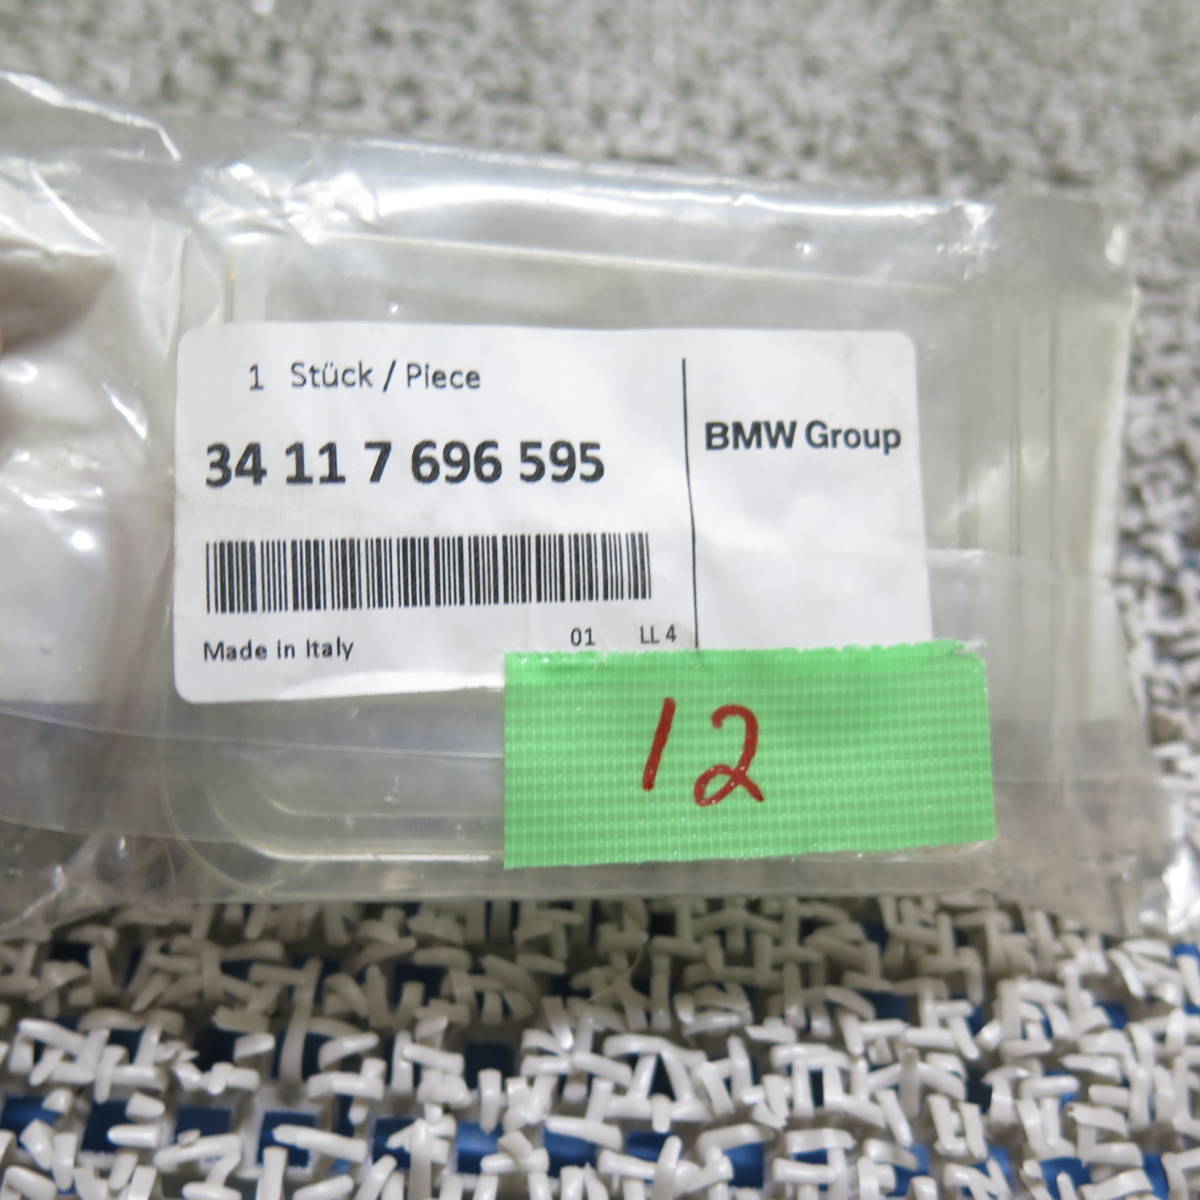 1 Stück / Piece
34 11 7 696 595
BMW Group
Made in Italy 01 LL 4
12